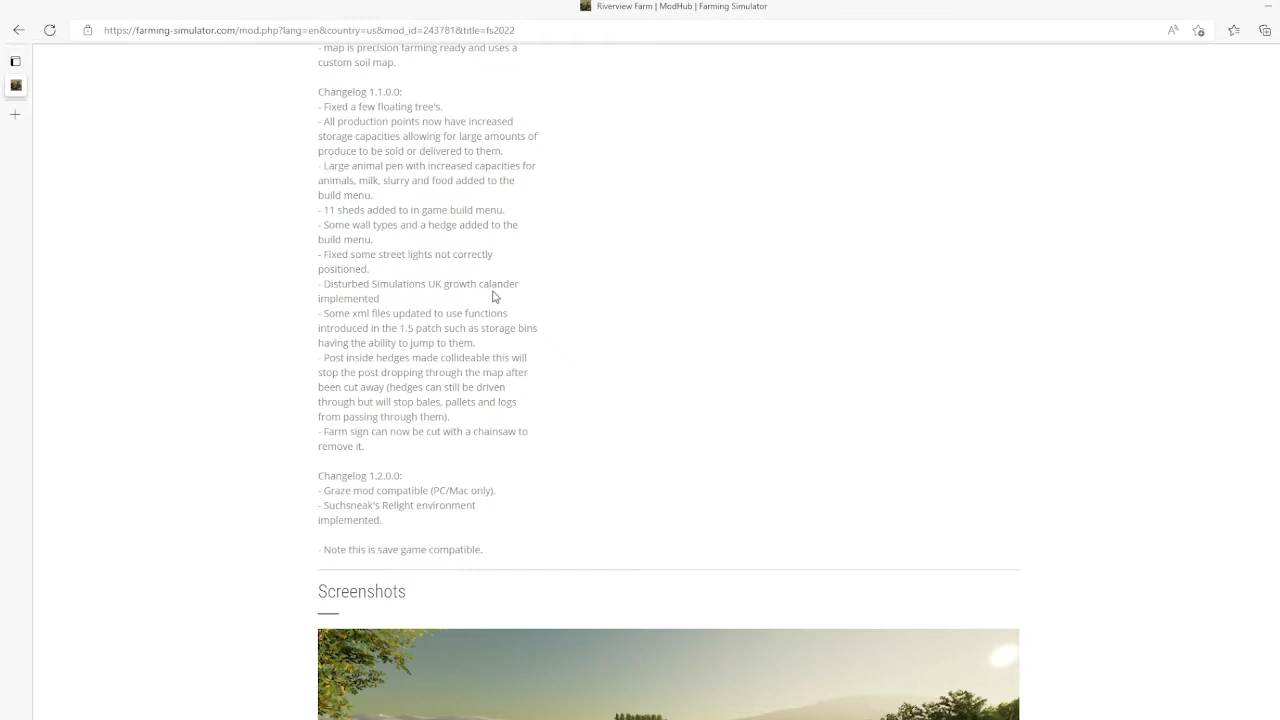 Riverview Farm | ModHub | Farming Simulator
https://farming-simulator.com/mod.php?lang=en&country=us&mod_id=243781&title=fs2022
- map is precision farming ready and uses a
custom soil map.
Changelog 1.1.0.0:
- Fixed a few floating tree's.
- All production points now have increased
storage capacities allowing for large amounts of
produce to be sold or delivered to them.
- Large animal pen with increased capacities for
animals, milk, slurry and food added to the
build menu.
- 11 sheds added to in game build menu.
- Some wall types and a hedge added to the
build menu.
- Fixed some street lights not correctly
positioned.
- Disturbed Simulations UK growth calander
implemented
- Some xml files updated to use functions
introduced in the 1.5 patch such as storage bins
having the ability to jump to them.
- Post inside hedges made collideable this will
stop the post dropping through the map after
been cut away (hedges can still be driven
through but will stop bales, pallets and logs
from passing through them).
- Farm sign can now be cut with a chainsaw to
remove it.
Changelog 1.2.0.0:
- Graze mod compatible (PC/Mac only).
- Suchsneak's Relight environment
implemented.
- Note this is save game compatible.
Screenshots